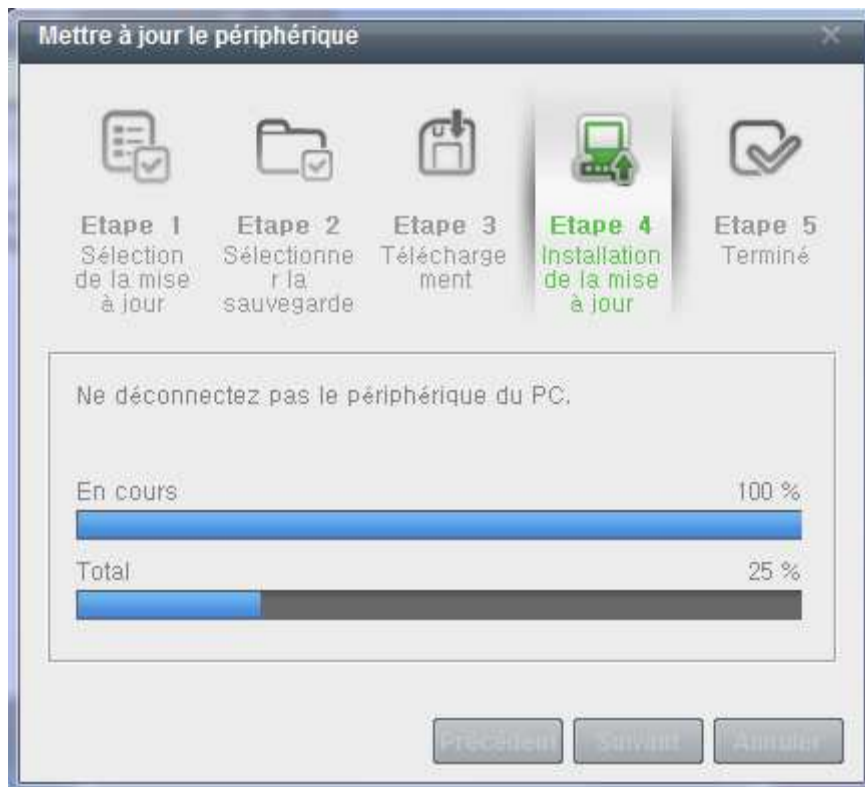 Mettre à jour le périphérique
Etape 1
Sélection
de la mise
à jour
Etape 2
Sélectionne
r la
sauvegarde
Etape 3
Télécharge
ment
Etape 4
Installation
de la mise
à jour
Etape 5
Terminé
Ne déconnectez pas le périphérique du PC.
En cours 100 %
Total 25 %
Précédent Suivant Annuler